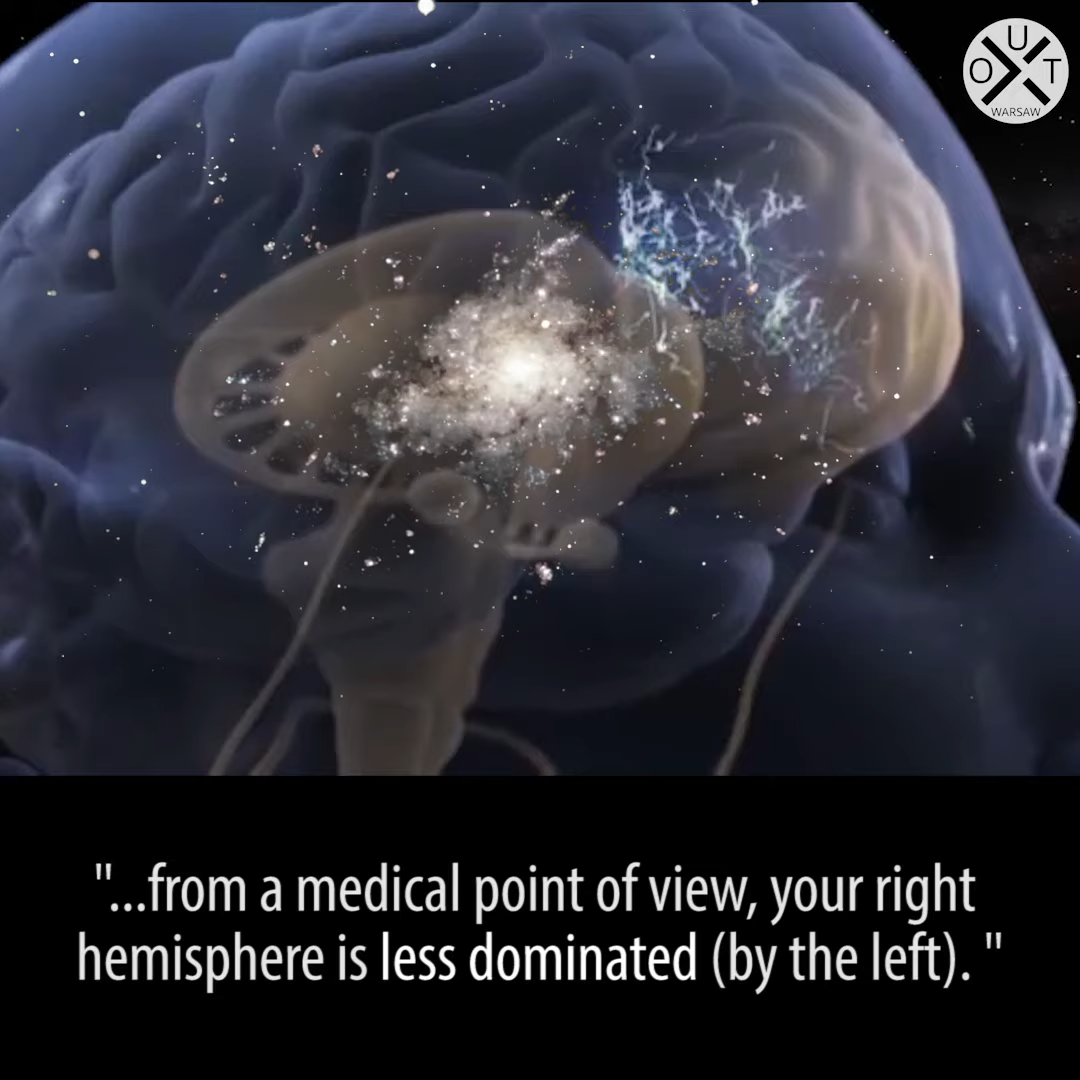 OUT
WARSAW
"...from a medical point of view, your right
hemisphere is less dominated (by the left). "